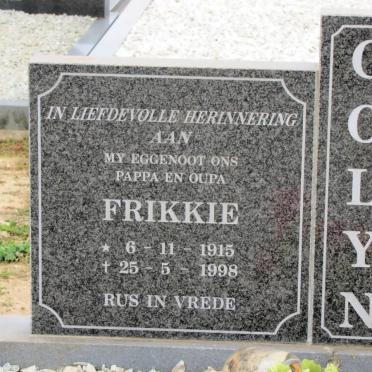 IN LIEFDEVOLLE HERINNERING
AAN
MY EGGENOOT ONS
PAPPA EN OUPA
FRIKKIE
★ 6 - 11 - 1915
† 25 - 5 - 1998
RUS IN VREDE
O
L
Y
N